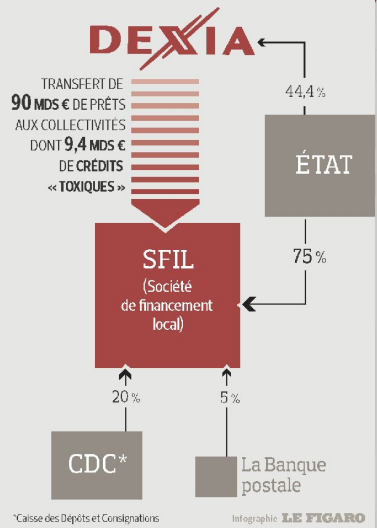 DEXIA
TRANSFERT DE
90 MDS € DE PRÊTS
AUX COLLECTIVITÉS
DONT 9,4 MDS €
DE CRÉDITS
« TOXIQUES »
44,4 %
ÉTAT
75 %
SFIL
(Société
de financement
local)
20 %
5 %
CDC*
La Banque
postale
*Caisse des Dépôts et Consignations
Infographie LE FIGARO